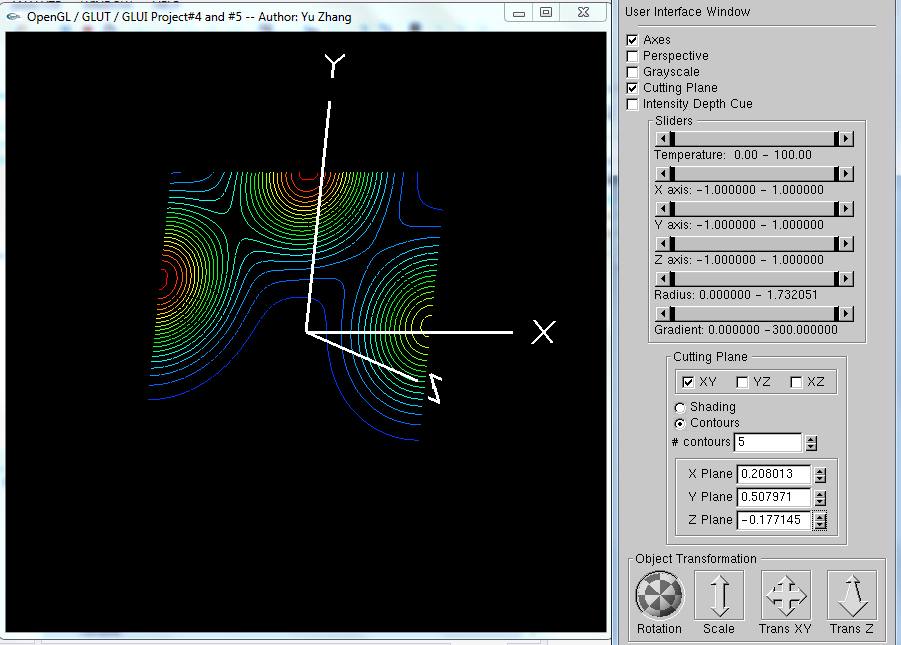 OpenGL / GLUT / GLUI Project#4 and #5 -- Author: Yu Zhang
Y
X
Z
User Interface Window
Axes
Perspective
Grayscale
Cutting Plane
Intensity Depth Cue
Sliders
Temperature: 0.00 - 100.00
X axis: -1.000000 - 1.000000
Y axis: -1.000000 - 1.000000
Z axis: -1.000000 - 1.000000
Radius: 0.000000 - 1.732051
Gradient: 0.000000 -300.000000
Cutting Plane
XY YZ XZ
Shading
Contours
# contours 5
X Plane 0.208013
Y Plane 0.507971
Z Plane -0.177145
Object Transformation
Rotation Scale Trans XY Trans Z